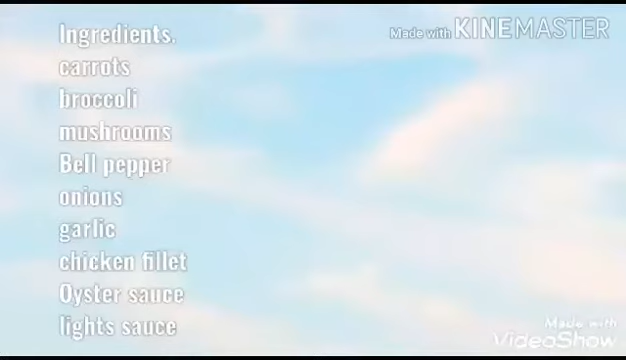 Ingredients.
Made with KINEMASTER
carrots
broccoli
mushrooms
Bell pepper
onions
garlic
chicken fillet
Oyster sauce
lights sauce
Made with
VideoShow